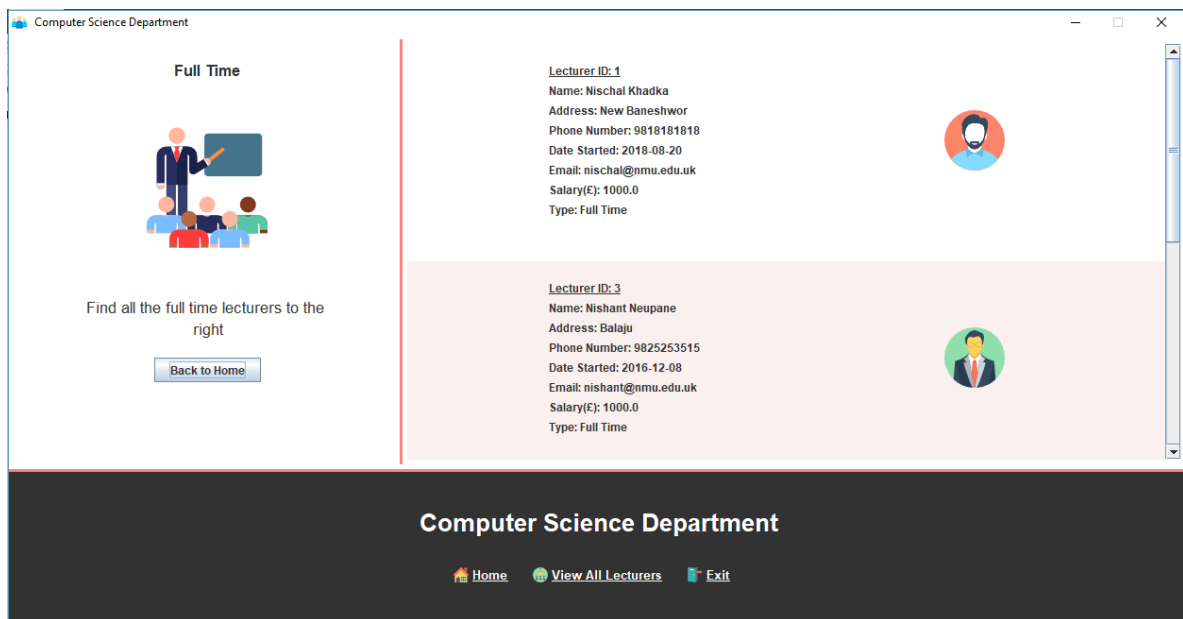 Computer Science Department
Full Time
Find all the full time lecturers to the
right
Back to Home
Lecturer ID: 1
Name: Nischal Khadka
Address: New Baneshwor
Phone Number: 9818181818
Date Started: 2018-08-20
Email: nischal@nmu.edu.uk
Salary(£): 1000.0
Type: Full Time
Lecturer ID: 3
Name: Nishant Neupane
Address: Balaju
Phone Number: 9825253515
Date Started: 2016-12-08
Email: nishant@nmu.edu.uk
Salary(£): 1000.0
Type: Full Time
Computer Science Department
Home View All Lecturers Exit